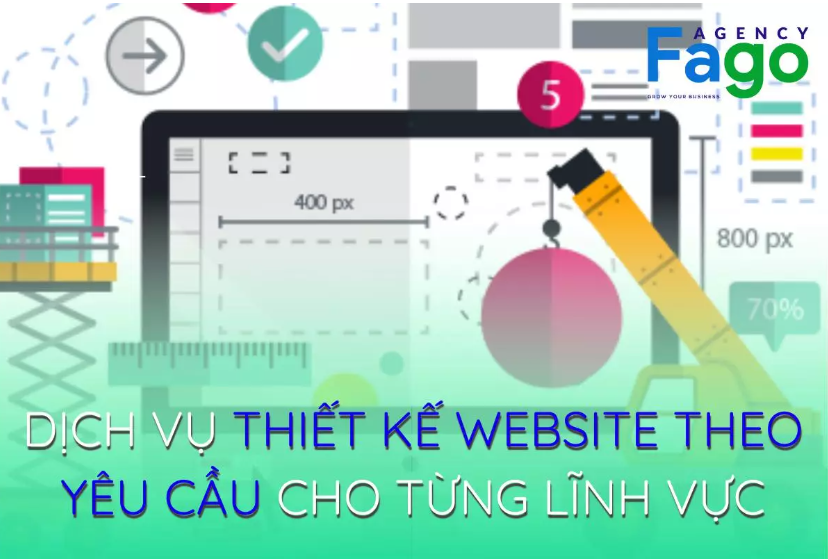 AGENCY
Fago
GROW YOUR BUSINESS
5
400 px
800 px
70%
DỊCH VỤ THIẾT KẾ WEBSITE THEO
YÊU CẦU CHO TỪNG LĨNH VỰC